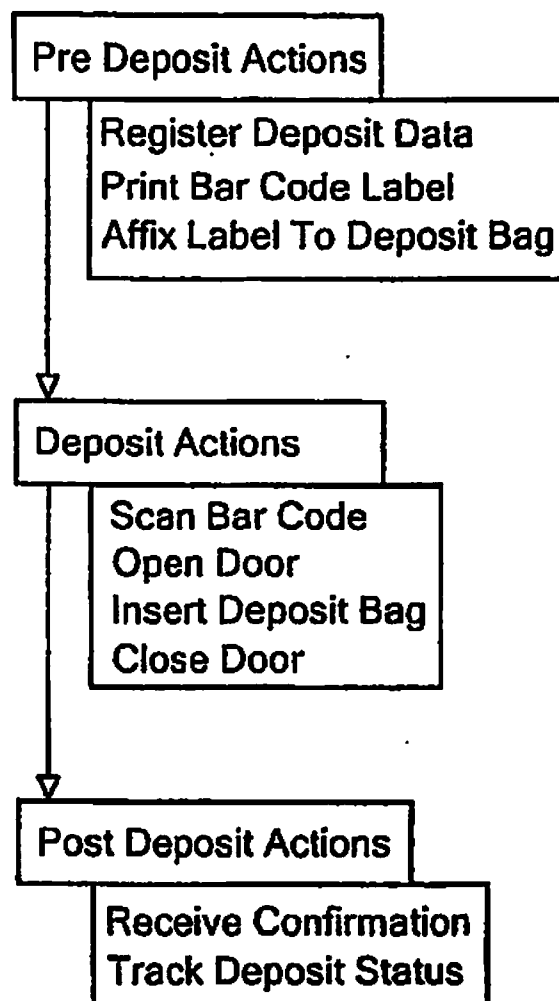 Pre Deposit Actions
Register Deposit Data
Print Bar Code Label
Affix Label To Deposit Bag
Deposit Actions
Scan Bar Code
Open Door
Insert Deposit Bag
Close Door
Post Deposit Actions
Receive Confirmation
Track Deposit Status